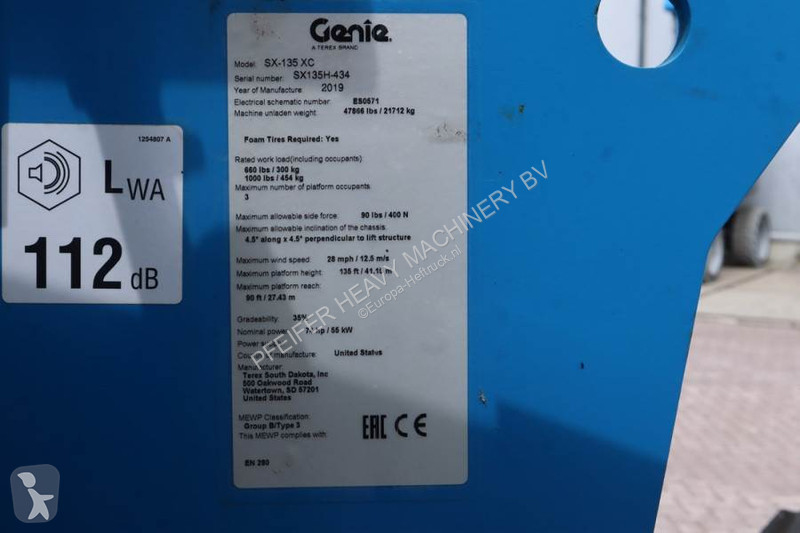 Genie
A TEREX BRAND
Model: SX-135 XC
Serial number: SX135H-434
Year of Manufacture: 2019
Electrical schematic number: ES0571
Machine unladen weight: 47866 lbs / 21712 kg
Foam Tires Required: Yes
Rated work load(including occupants)
660 lbs / 300 kg
1000 lbs / 454 kg
Maximum number of platform occupants:
3
Maximum allowable side force: 90 lbs / 400 N
Maximum allowable inclination of the chassis:
4.5° along x 4.5° perpendicular to lift structure
Maximum wind speed: 28 mph / 12.5 m/s
Maximum platform height: 135 ft / 41.15 m
Maximum platform reach:
90 ft / 27.43 m
Gradeability: 35%
Nominal power: hp / 55 kW
Power
Country manufacture: United States
Manufacturer:
Terex South Dakota, Inc
500 Oakwood Road
Watertown, SD 57201
United States
MEWP Classification:
Group B/Type 3
This MEWP complies with:
EAC CE
EN 280
1254807 A
LWA
112 dB
PFEIFER HEAVY MACHINERY BV
©Europa-Heftruck.nl